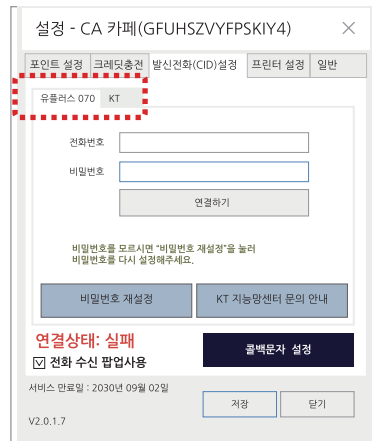 설정 - CA 카페(GFUHSZVYFPSKIY4)
포인트 설정 크레딧충전 발신전화(CID)설정 프린터 설정 일반
유플러스 070 KT
전화번호
비밀번호
연결하기
비밀번호를 모르시면 "비밀번호 재설정"을 눌러
비밀번호를 다시 설정해주세요.
비밀번호 재설정 KT 지능망센터 문의 안내
연결상태: 실패
전화 수신 팝업사용
콜백문자 설정
서비스 만료일 : 2030년 09월 02일
저장 닫기
V2.0.1.7